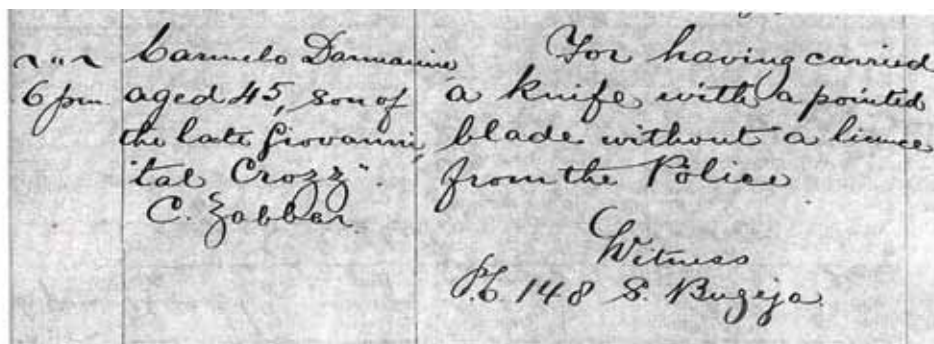 ~"~
6 pm
Carmelo Darmanin,
aged 45, son of
the late Giovanni,
"tal Crozz".
C. Zabbar
For having carried
a knife with a pointed
blade without a licence
from the Police
Witness
P.C 148 S. Bugeja